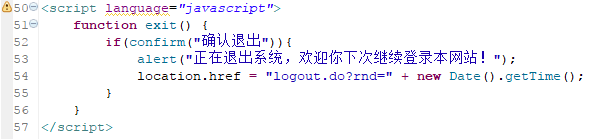 50 <script language="javascript">
51     function exit() {
52         if(confirm("确认退出")){
53             alert("正在退出系统，欢迎你下次继续登录本网站！");
54             location.href = "logout.do?rnd=" + new Date().getTime();
55         }
56     }
57 </script>